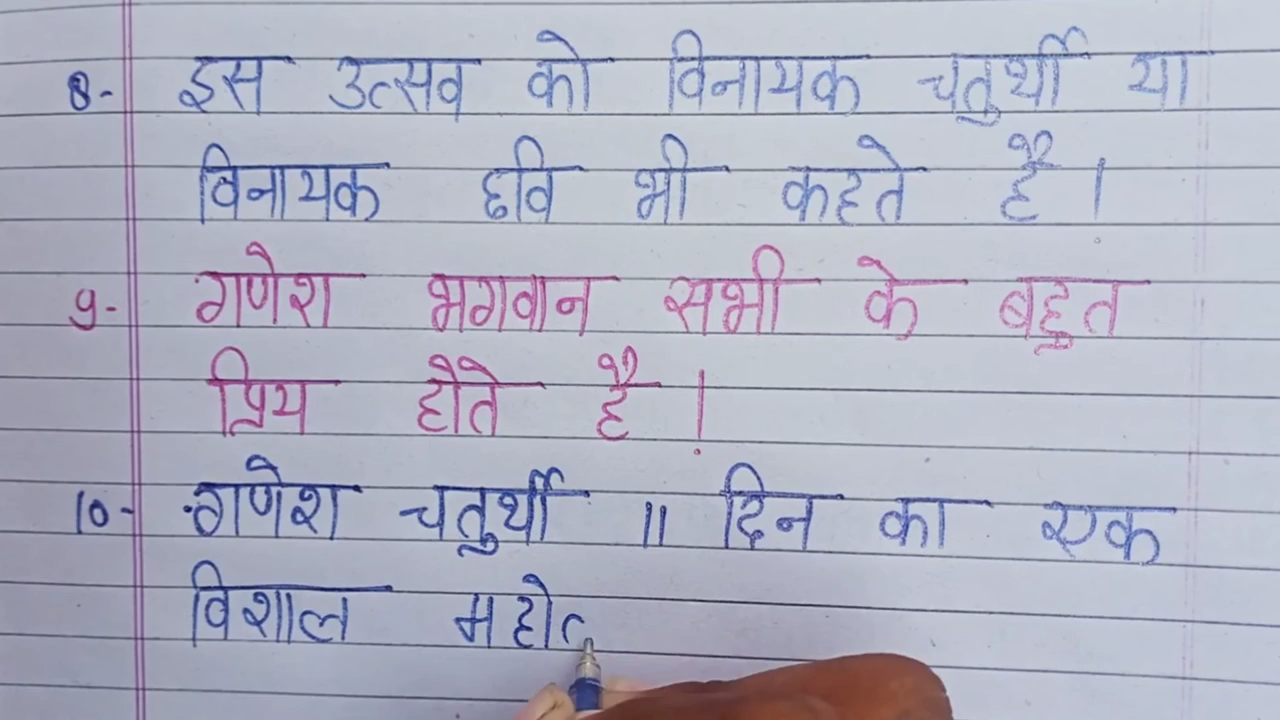 8- इस उत्सव को विनायक चतुर्थी या
विनायक छवि भी कहते है।
9- गणेश भगवान सभी के बहुत
प्रिय होते है।
10- गणेश चतुर्थी 11 दिन का एक
विशाल